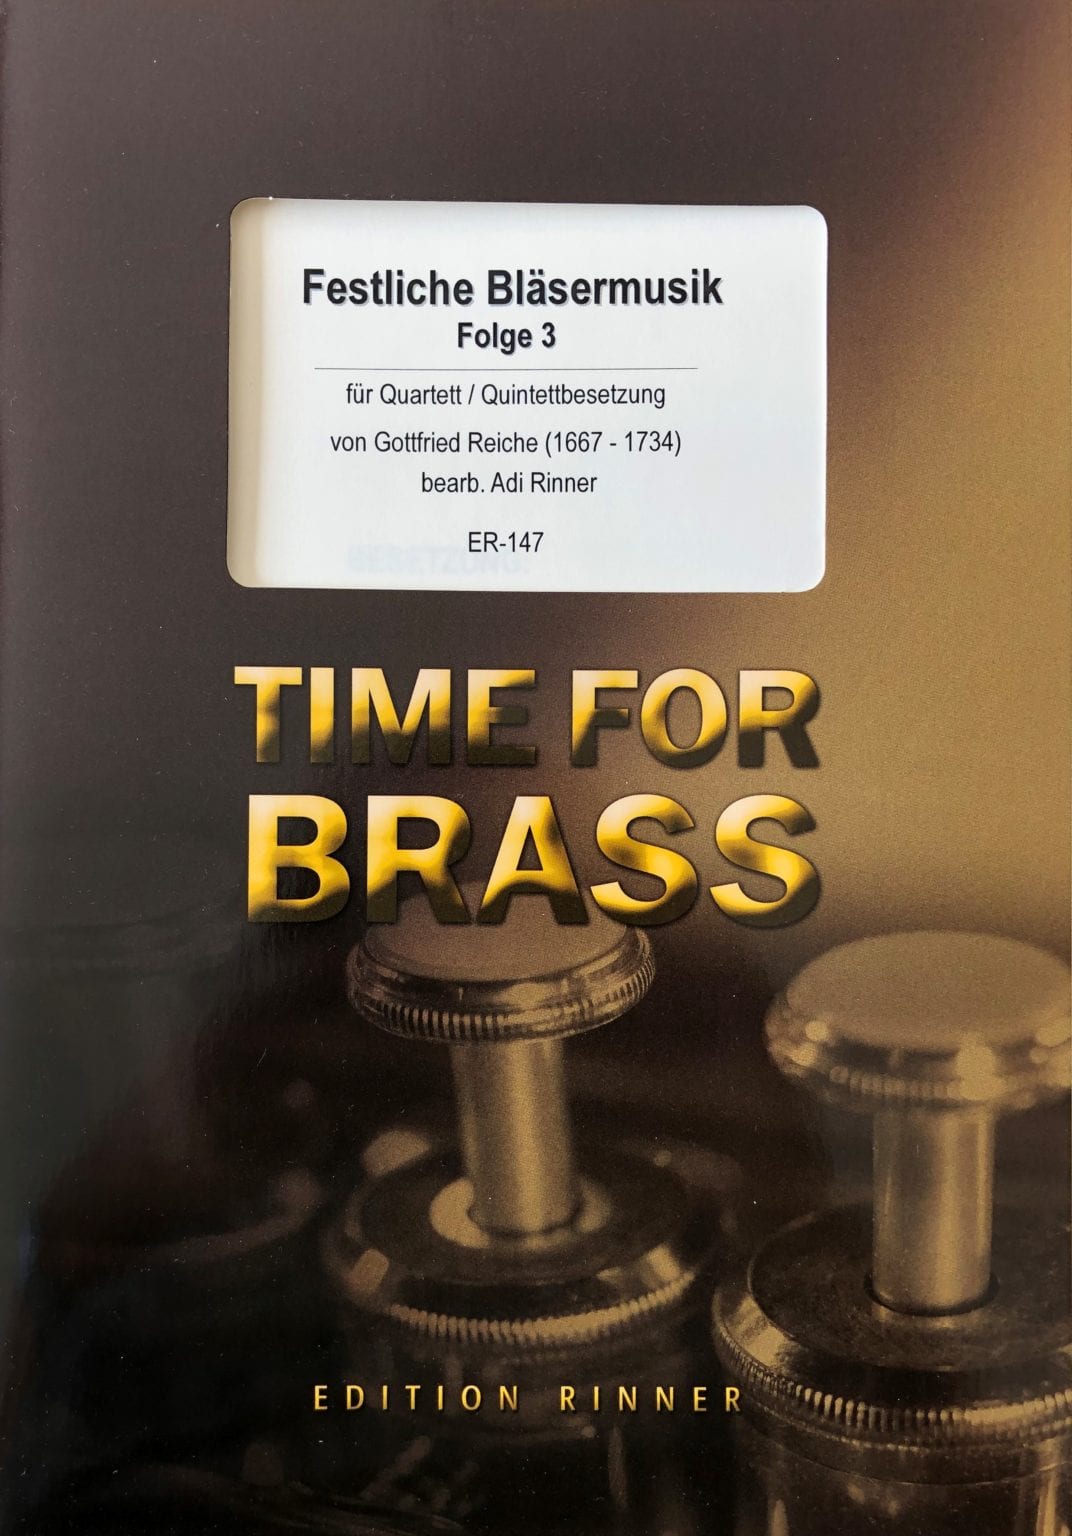 Festliche Bläsermusik
Folge 3
für Quartett / Quintettbesetzung
von Gottfried Reiche (1667 - 1734)
bearb. Adi Rinner
ER-147
BESETZUNG:
TIME FOR
BRASS
EDITION RINNER